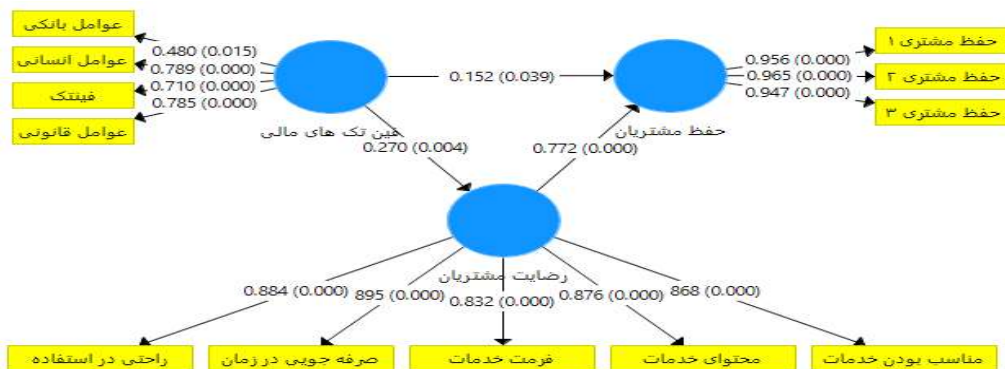 عوامل بانکی
عوامل انسانی
فینتک
عوامل قانونی
0.480 (0.015)
0.789 (0.000)
0.710 (0.000)
0.785 (0.000)
فین تک های مالی
0.152 (0.039)
حفظ مشتریان
0.956 (0.000)
0.965 (0.000)
0.947 (0.000)
حفظ مشتری ۱
حفظ مشتری ۲
حفظ مشتری ۳
0.270 (0.004)
0.772 (0.000)
رضایت مشتریان
0.884 (0.000)
895 (0.000)
0.832 (0.000)
0.876 (0.000)
868 (0.000)
راحتی در استفاده
صرفه جویی در زمان
فرمت خدمات
محتوای خدمات
مناسب بودن خدمات